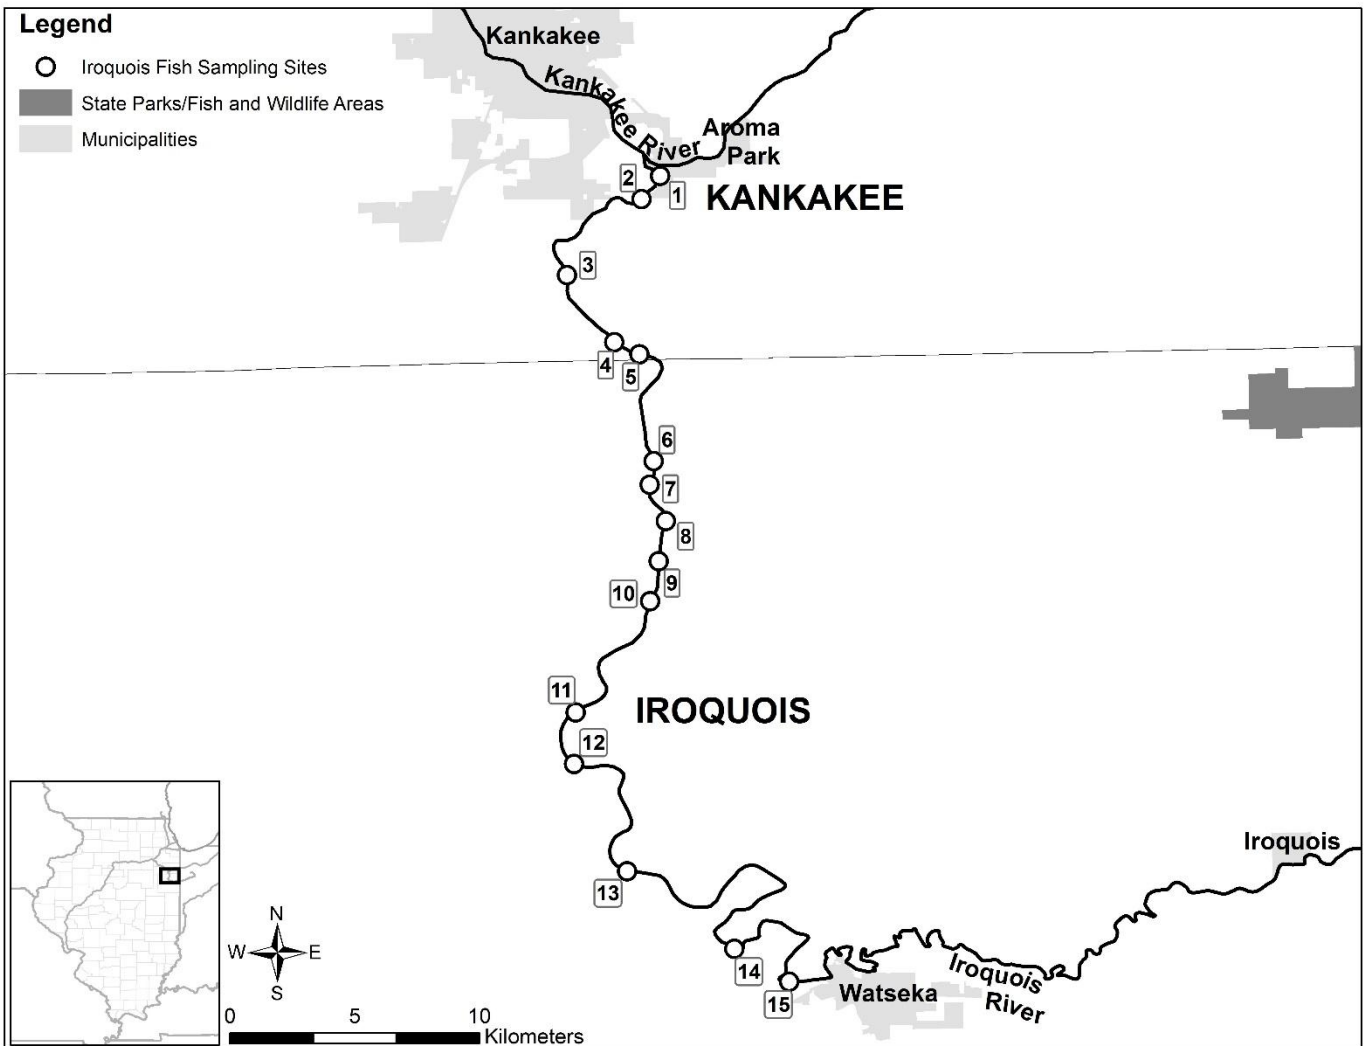 Legend
Iroquois Fish Sampling Sites
State Parks/Fish and Wildlife Areas
Municipalities
Kankakee
Kankakee River
Aroma
Park
2
1
KANKAKEE
3
4
5
6
7
8
9
10
11
IROQUOIS
12
13
14
15
Iroquois
Watseka
Iroquois
River
N
W
E
S
0
5
10
Kilometers